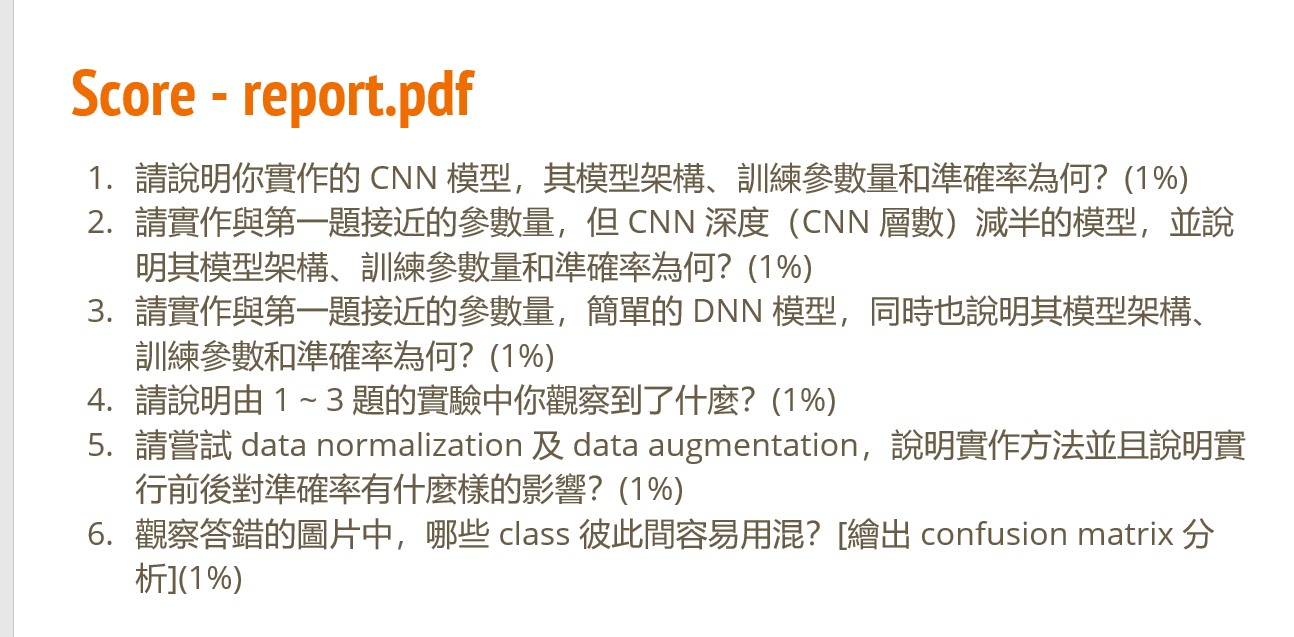 Score - report.pdf
1. 請說明你實作的 CNN 模型，其模型架構、訓練參數量和準確率為何？(1%)
2. 請實作與第一題接近的參數量，但 CNN 深度（CNN 層數）減半的模型，並說
明其模型架構、訓練參數量和準確率為何？(1%)
3. 請實作與第一題接近的參數量，簡單的 DNN 模型，同時也說明其模型架構、
訓練參數和準確率為何？(1%)
4. 請說明由 1 ~ 3 題的實驗中你觀察到了什麼？(1%)
5. 請嘗試 data normalization 及 data augmentation，說明實作方法並且說明實
行前後對準確率有什麼樣的影響？(1%)
6. 觀察答錯的圖片中，哪些 class 彼此間容易用混？[繪出 confusion matrix 分
析](1%)